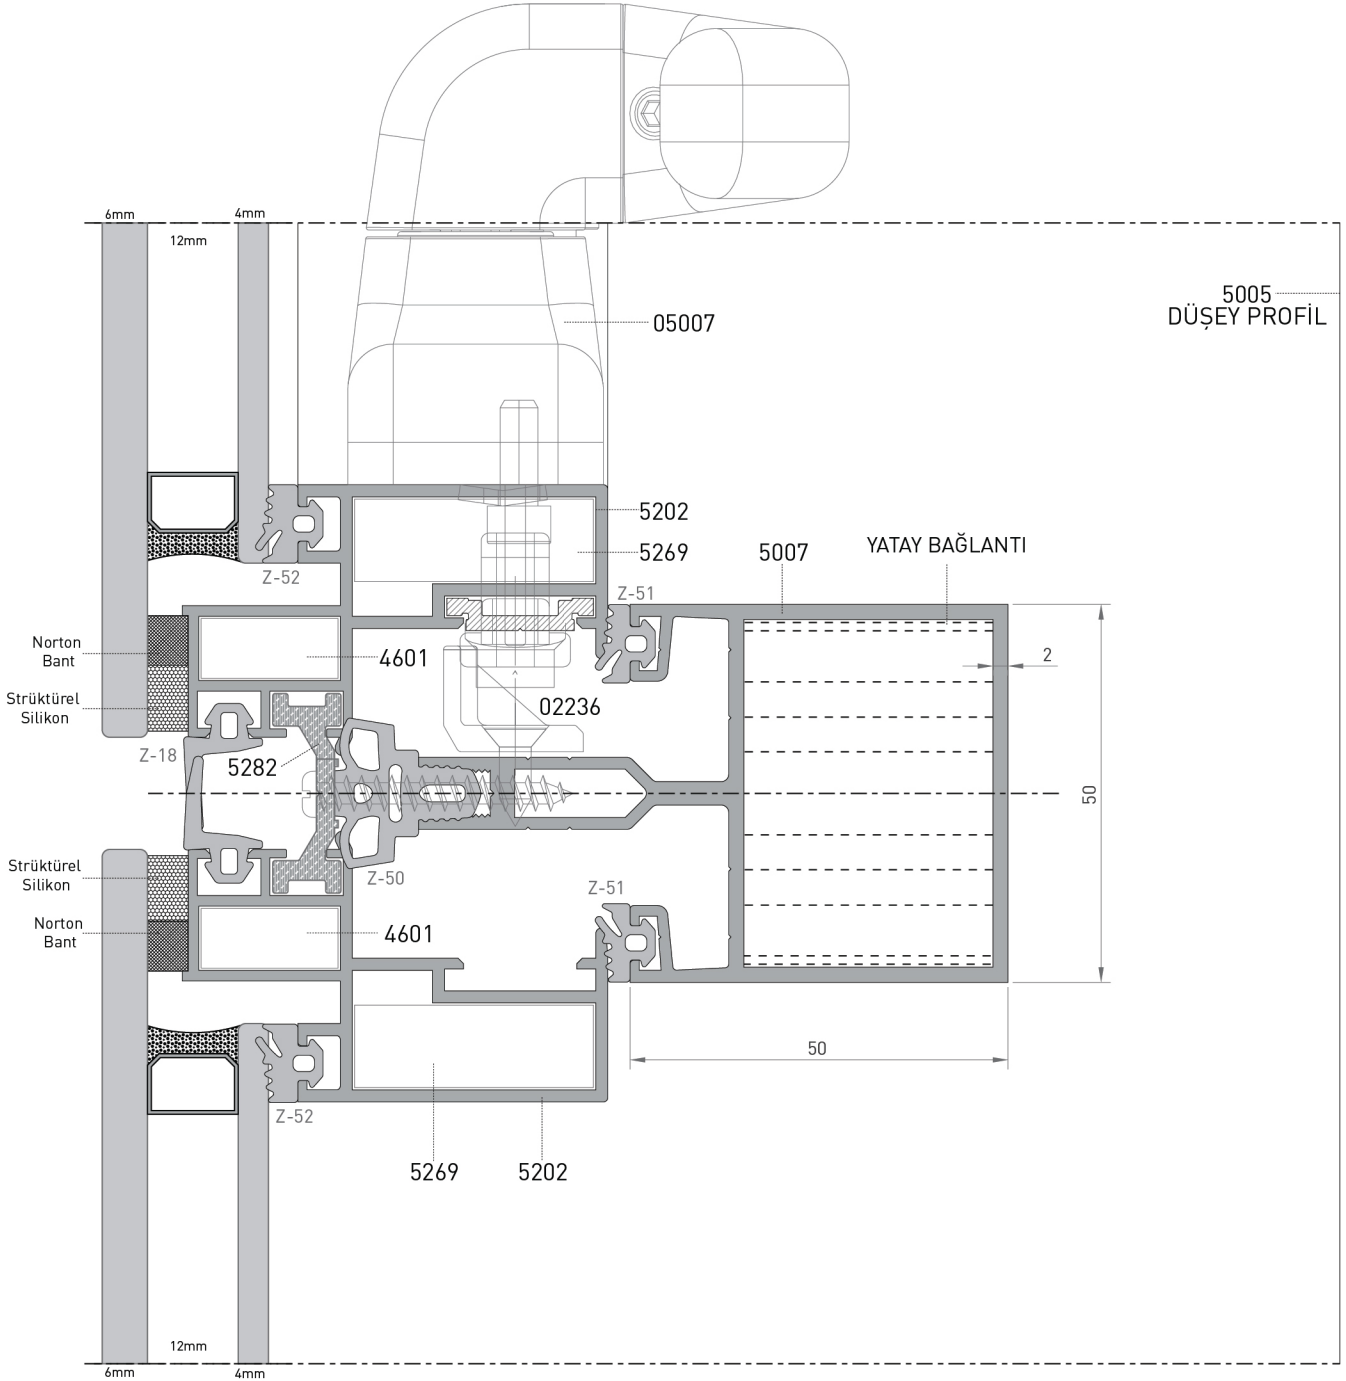 6mm
4mm
12mm
5005
DÜŞEY PROFİL
05007
5202
5269
5007
YATAY BAĞLANTI
Z-52
Z-51
Norton
Bant
4601
2
Strüktürel
Silikon
02236
Z-18
5282
50
Strüktürel
Silikon
Z-50
Z-51
Norton
Bant
4601
50
Z-52
5269
5202
12mm
6mm
4mm